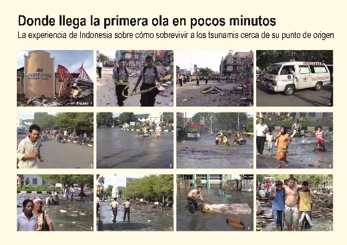 Donde llega la primera ola en pocos minutos
La experiencia de Indonesia sobre cómo sobrevivir a los tsunamis cerca de su punto de origen